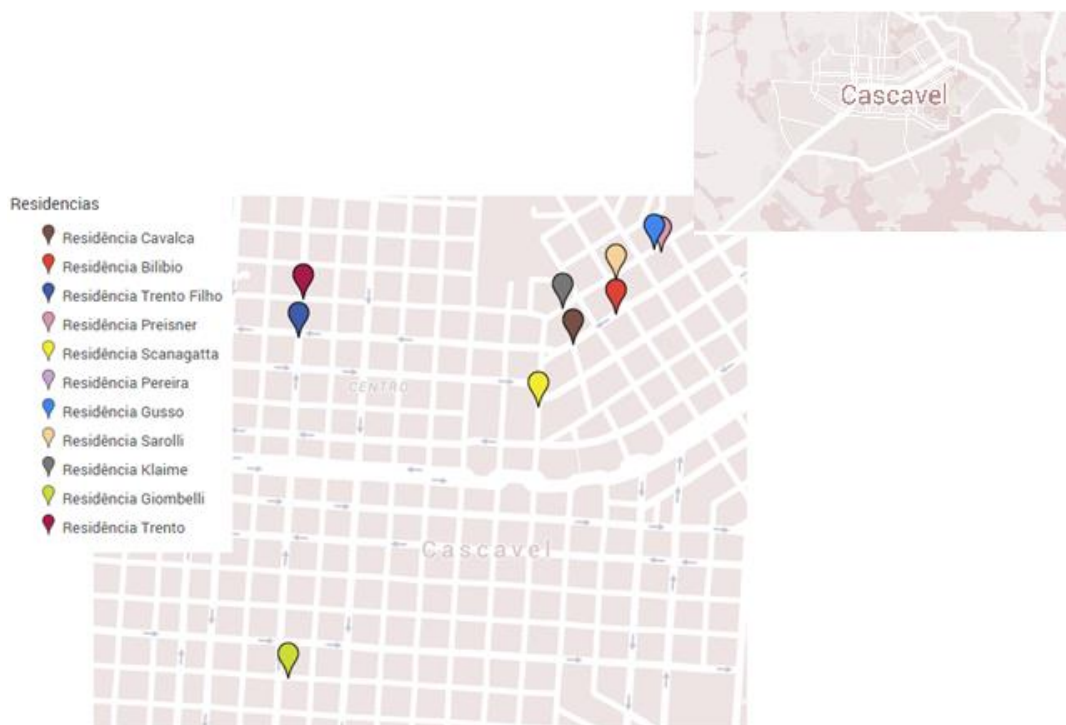 Cascavel
Residencias
Residência Cavalca
Residência Bilibio
Residência Trento Filho
Residência Preisner
Residência Scanagatta
Residência Pereira
Residência Gusso
Residência Sarolli
Residência Klaime
Residência Giombelli
Residência Trento
CENTRO
Cascavel